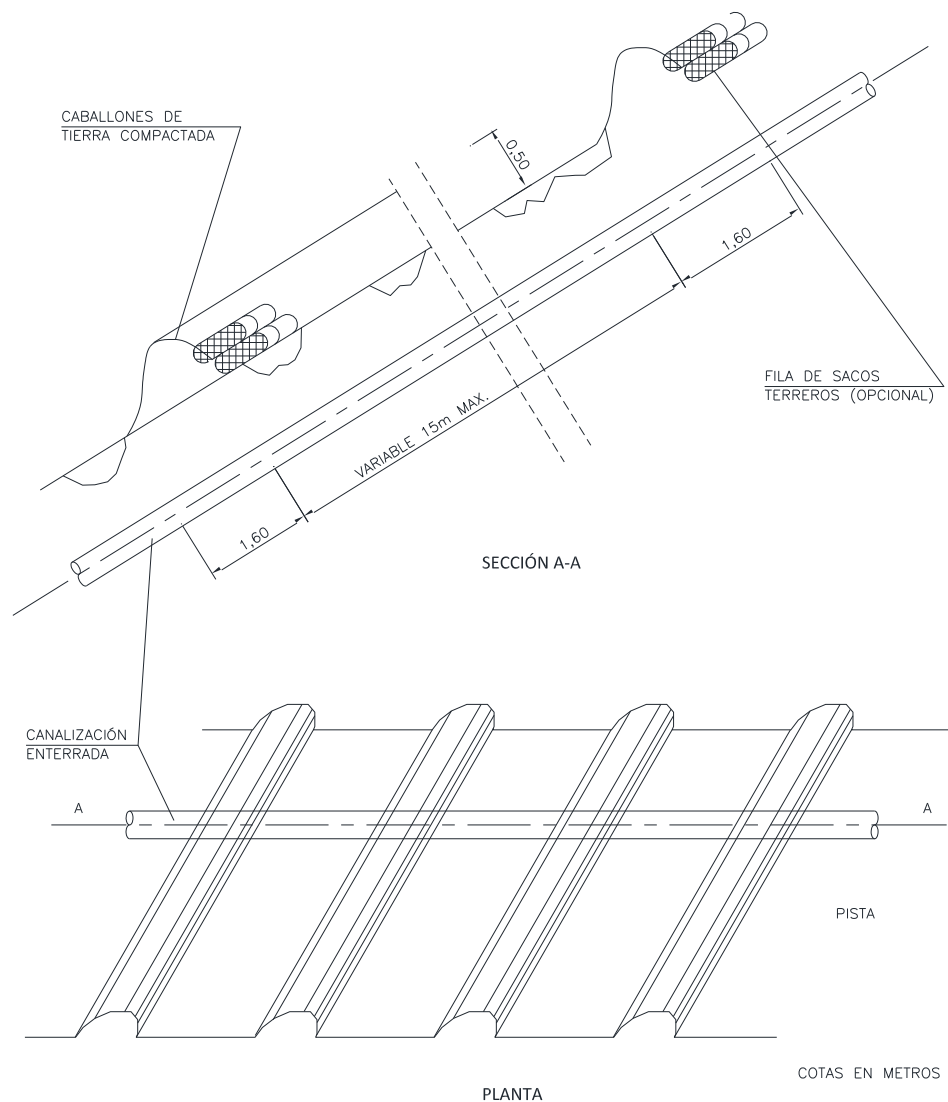 CABALLONES DE
TIERRA COMPACTADA
0,50
1,60
FILA DE SACOS
TERREROS (OPCIONAL)
VARIABLE 15m MAX.
1,60
SECCIÓN A-A
CANALIZACIÓN
ENTERRADA
A
A
PISTA
COTAS EN METROS
PLANTA